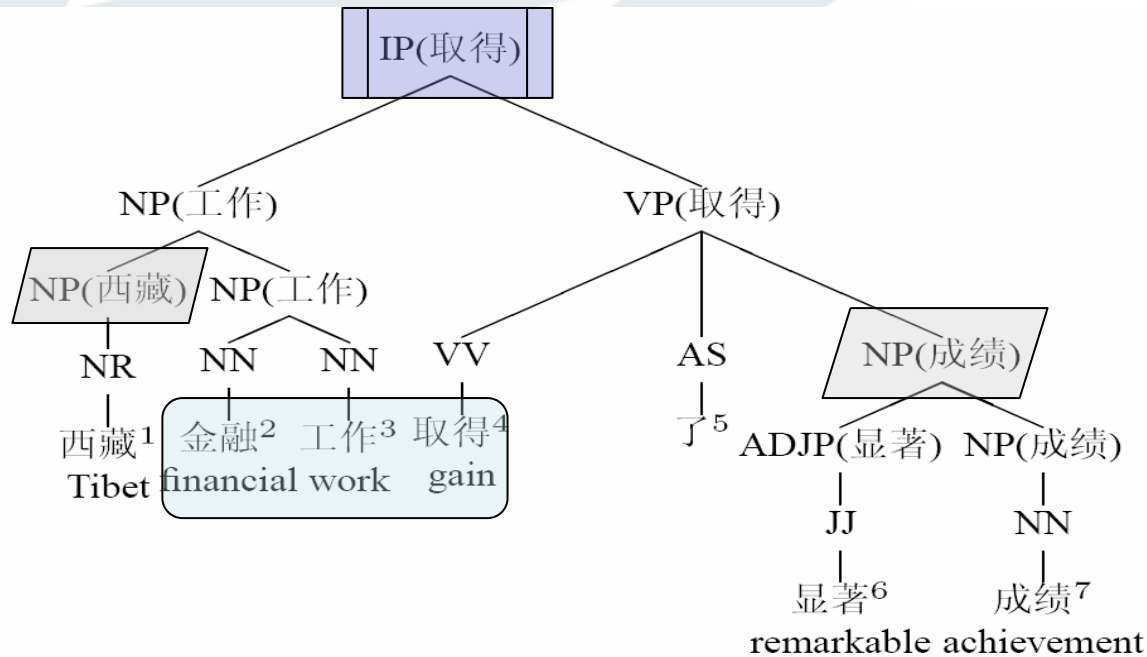 IP(取得)
NP(工作) VP(取得)
NP(西藏) NP(工作)
NR NN NN VV AS NP(成绩)
西藏1 金融2 工作3 取得4 了5 ADJP(显著) NP(成绩)
Tibet financial work gain
JJ NN
显著6 成绩7
remarkable achievement